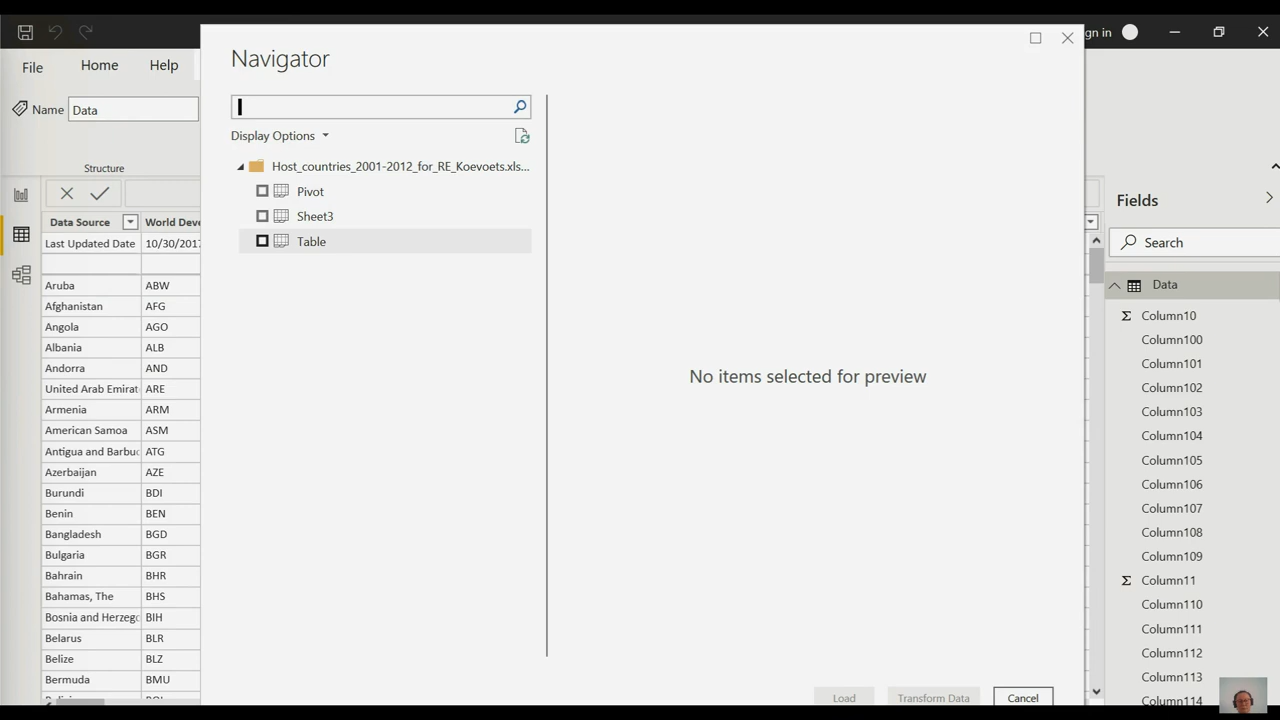 gn in
Navigator
File
Home
Help
Name
Data
Structure
Display Options
Host_countries_2001-2012_for_RE_Koevoets.xls...
Pivot
Sheet3
Table
No items selected for preview
Load
Transform Data
Cancel
Data Source
World Deve
Last Updated Date
10/30/2017
Aruba
ABW
Afghanistan
AFG
Angola
AGO
Albania
ALB
Andorra
AND
United Arab Emirat
ARE
Armenia
ARM
American Samoa
ASM
Antigua and Barbuc
ATG
Azerbaijan
AZE
Burundi
BDI
Benin
BEN
Bangladesh
BGD
Bulgaria
BGR
Bahrain
BHR
Bahamas, The
BHS
Bosnia and Herzego
BIH
Belarus
BLR
Belize
BLZ
Bermuda
BMU
Fields
Search
Data
Column10
Column100
Column101
Column102
Column103
Column104
Column105
Column106
Column107
Column108
Column109
Column11
Column110
Column111
Column112
Column113
Column114